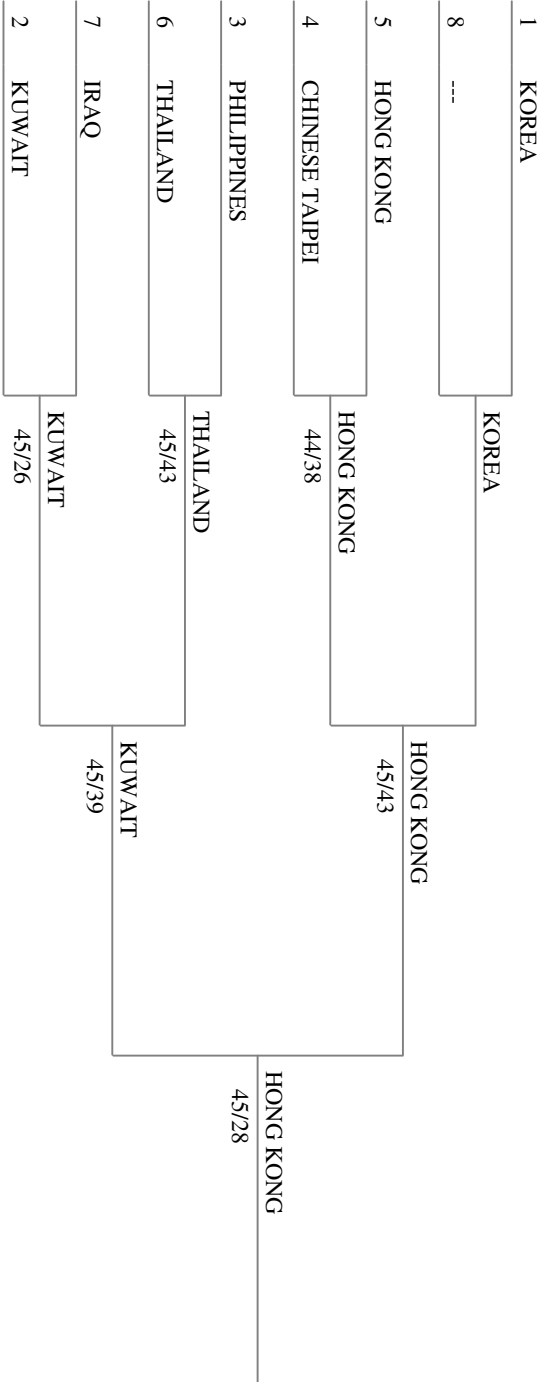 1 KOREA
8 ---
5 HONG KONG
4 CHINESE TAIPEI
3 PHILIPPINES
6 THAILAND
7 IRAQ
2 KUWAIT
KOREA
HONG KONG
44/38
THAILAND
45/43
KUWAIT
45/26
HONG KONG
45/43
KUWAIT
45/39
HONG KONG
45/28